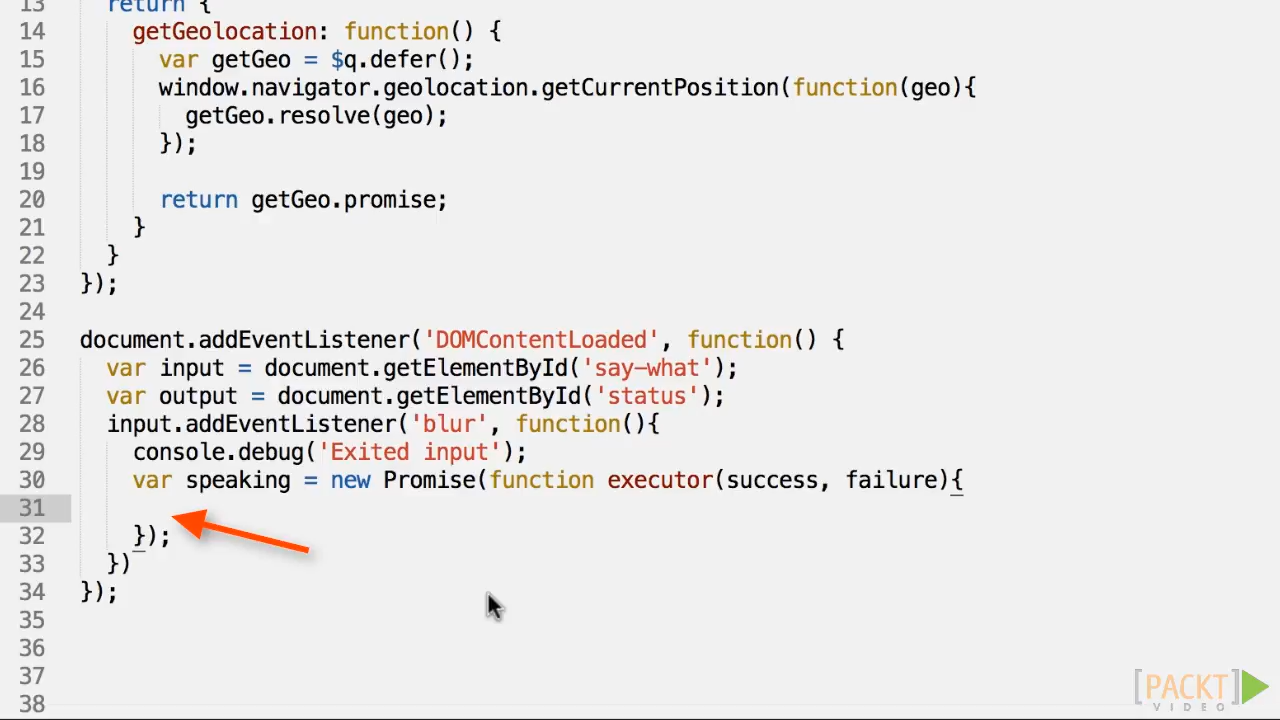 13 return {
14 getGeolocation: function() {
15 var getGeo = $q.defer();
16 window.navigator.geolocation.getCurrentPosition(function(geo){
17 getGeo.resolve(geo);
18 });
19
20 return getGeo.promise;
21 }
22 }
23 });
24
25 document.addEventListener('DOMContentLoaded', function() {
26 var input = document.getElementById('say-what');
27 var output = document.getElementById('status');
28 input.addEventListener('blur', function(){
29 console.debug('Exited input');
30 var speaking = new Promise(function executor(success, failure){
31
32 });
33 })
34 });
35
36
37
38
[PACKT]
VIDEO